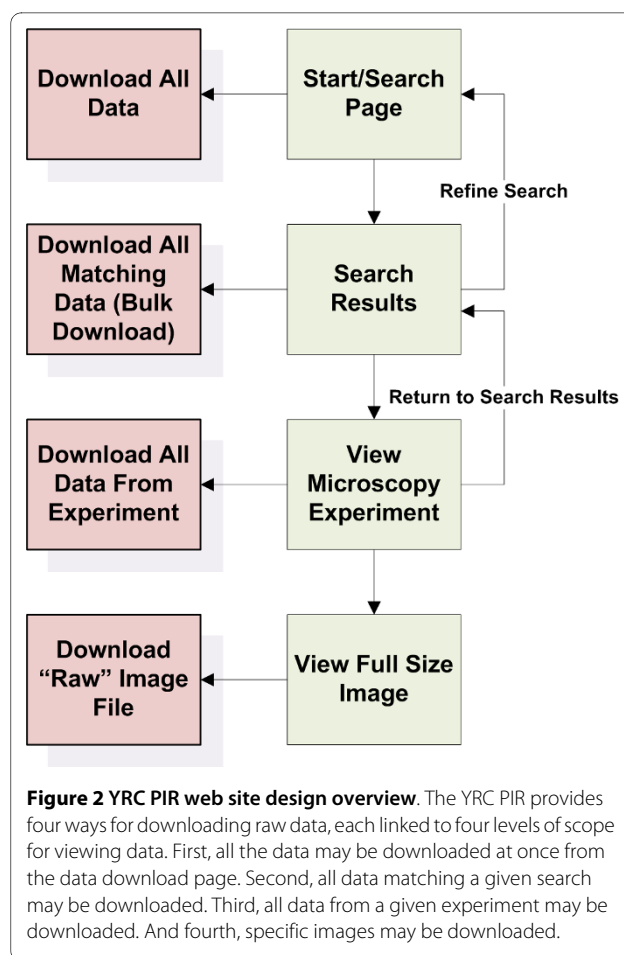 Download All
Data
Start/Search
Page
Refine Search
Download All
Matching
Data (Bulk
Download)
Search
Results
Return to Search Results
Download All
Data From
Experiment
View
Microscopy
Experiment
Download
“Raw” Image
File
View Full Size
Image
Figure 2 YRC PIR web site design overview. The YRC PIR provides
four ways for downloading raw data, each linked to four levels of scope
for viewing data. First, all the data may be downloaded at once from
the data download page. Second, all data matching a given search
may be downloaded. Third, all data from a given experiment may be
downloaded. And fourth, specific images may be downloaded.